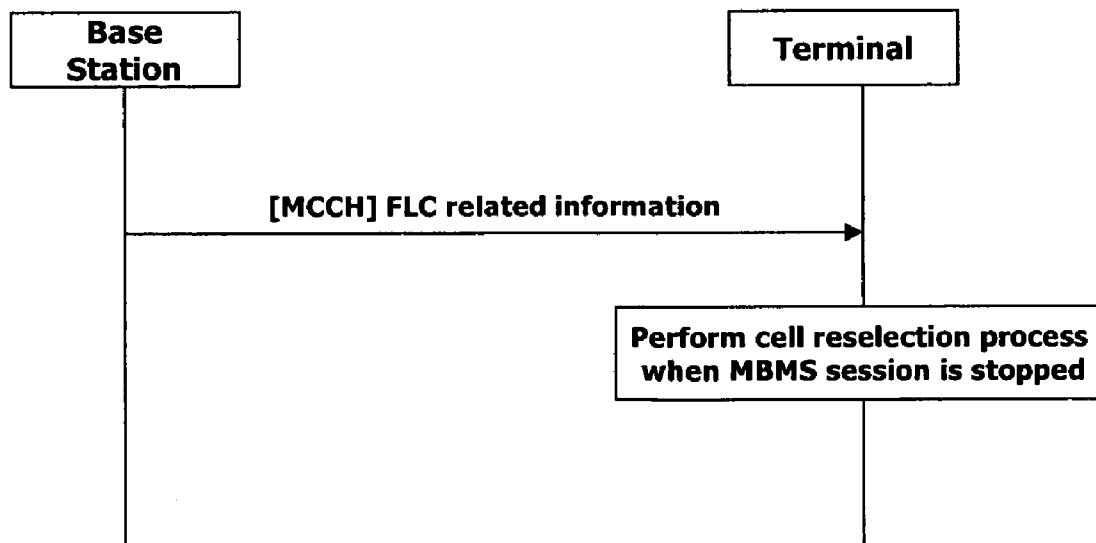 Base
Station
Terminal
[MCCH] FLC related information
Perform cell reselection process
when MBMS session is stopped